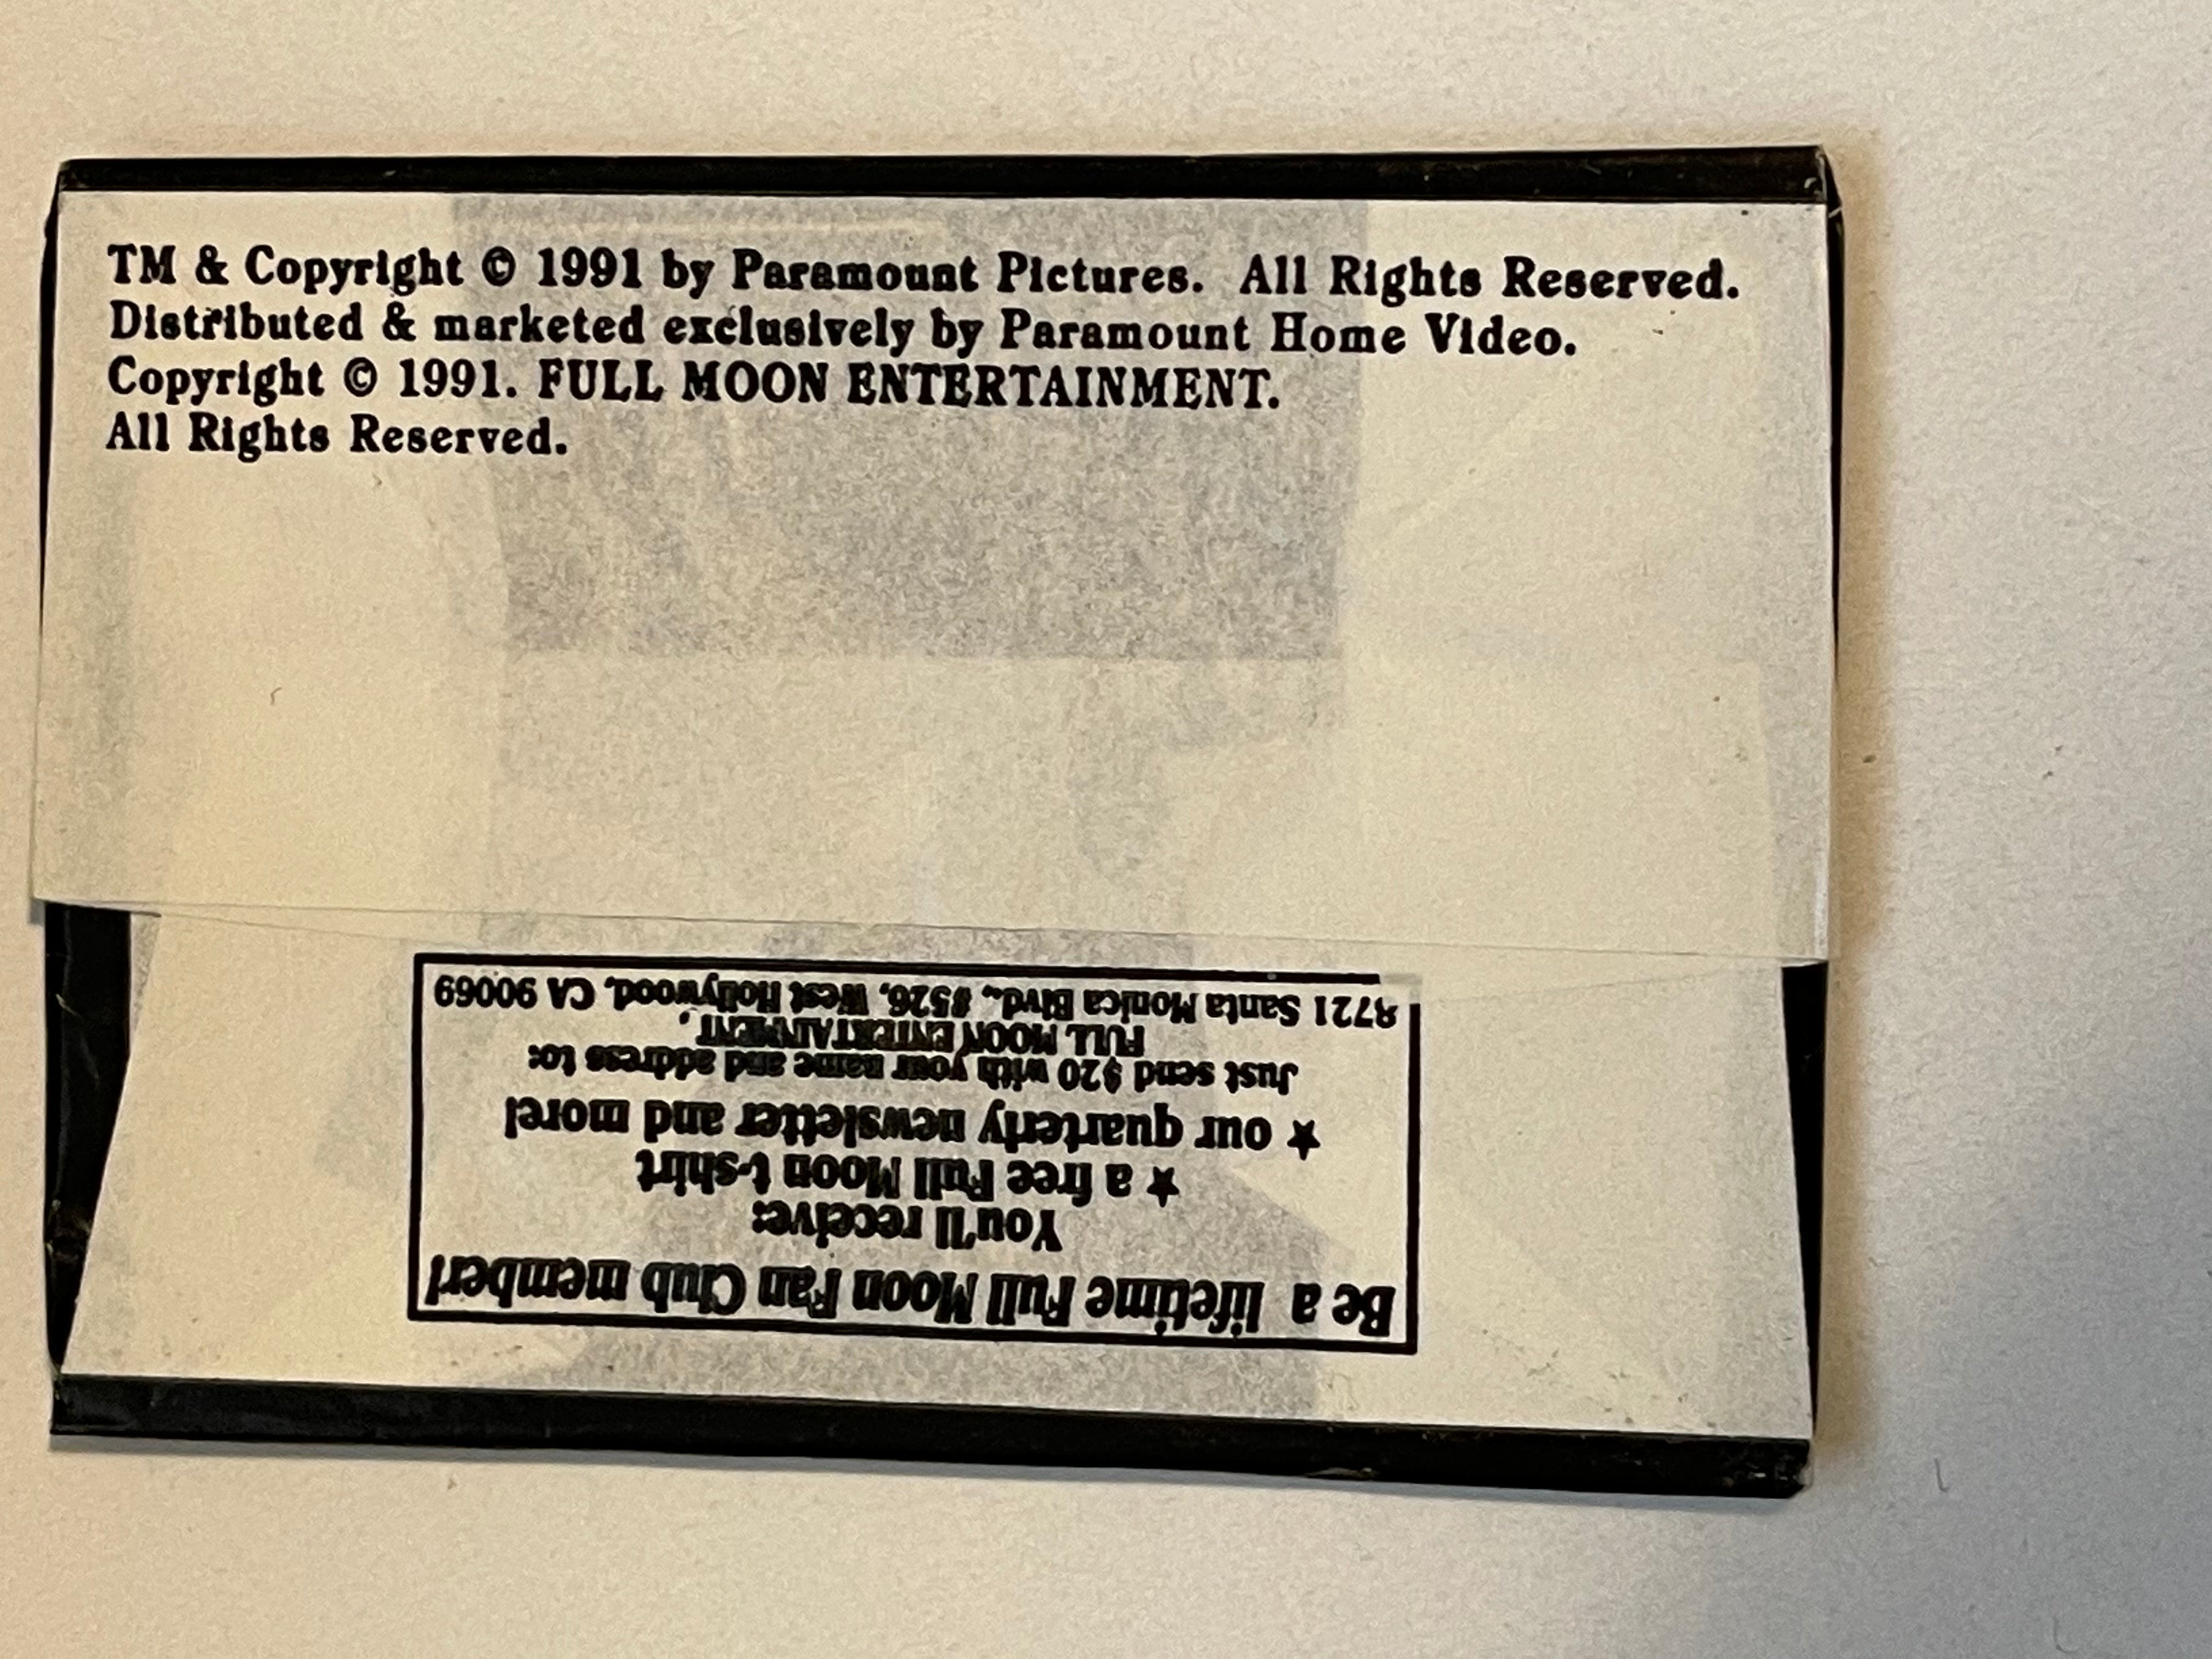 TM & Copyright © 1991 by Paramount Pictures. All Rights Reserved.
Distributed & marketed exclusively by Paramount Home Video.
Copyright © 1991. FULL MOON ENTERTAINMENT.
All Rights Reserved.
Be a lifetime Full Moon Fan Club member!
You'll receive:
★ a free Full Moon t-shirt
★ our quarterly newsletter and more!
Just send $20 with your name and address to:
FULL MOON ENTERTAINMENT,
8721 Santa Monica Blvd., #526, West Hollywood, CA 90069